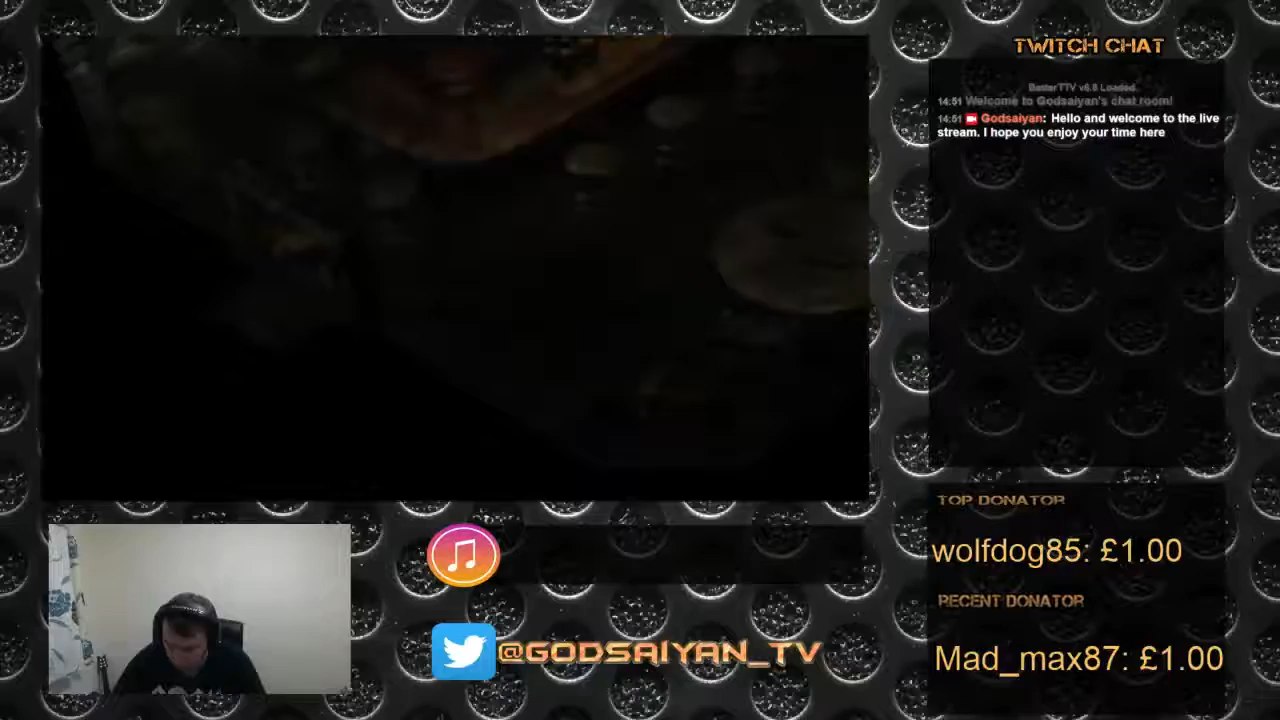 TWITCH CHAT
BetterTTV v6.8 Loaded.
14:51 Welcome to Godsaiyan's chat room!
14:51 Godsaiyan: Hello and welcome to the live
stream. I hope you enjoy your time here
TOP DONATOR
wolfdog85: £1.00
RECENT DONATOR
Mad_max87: £1.00
@GODSAIYAN_TV